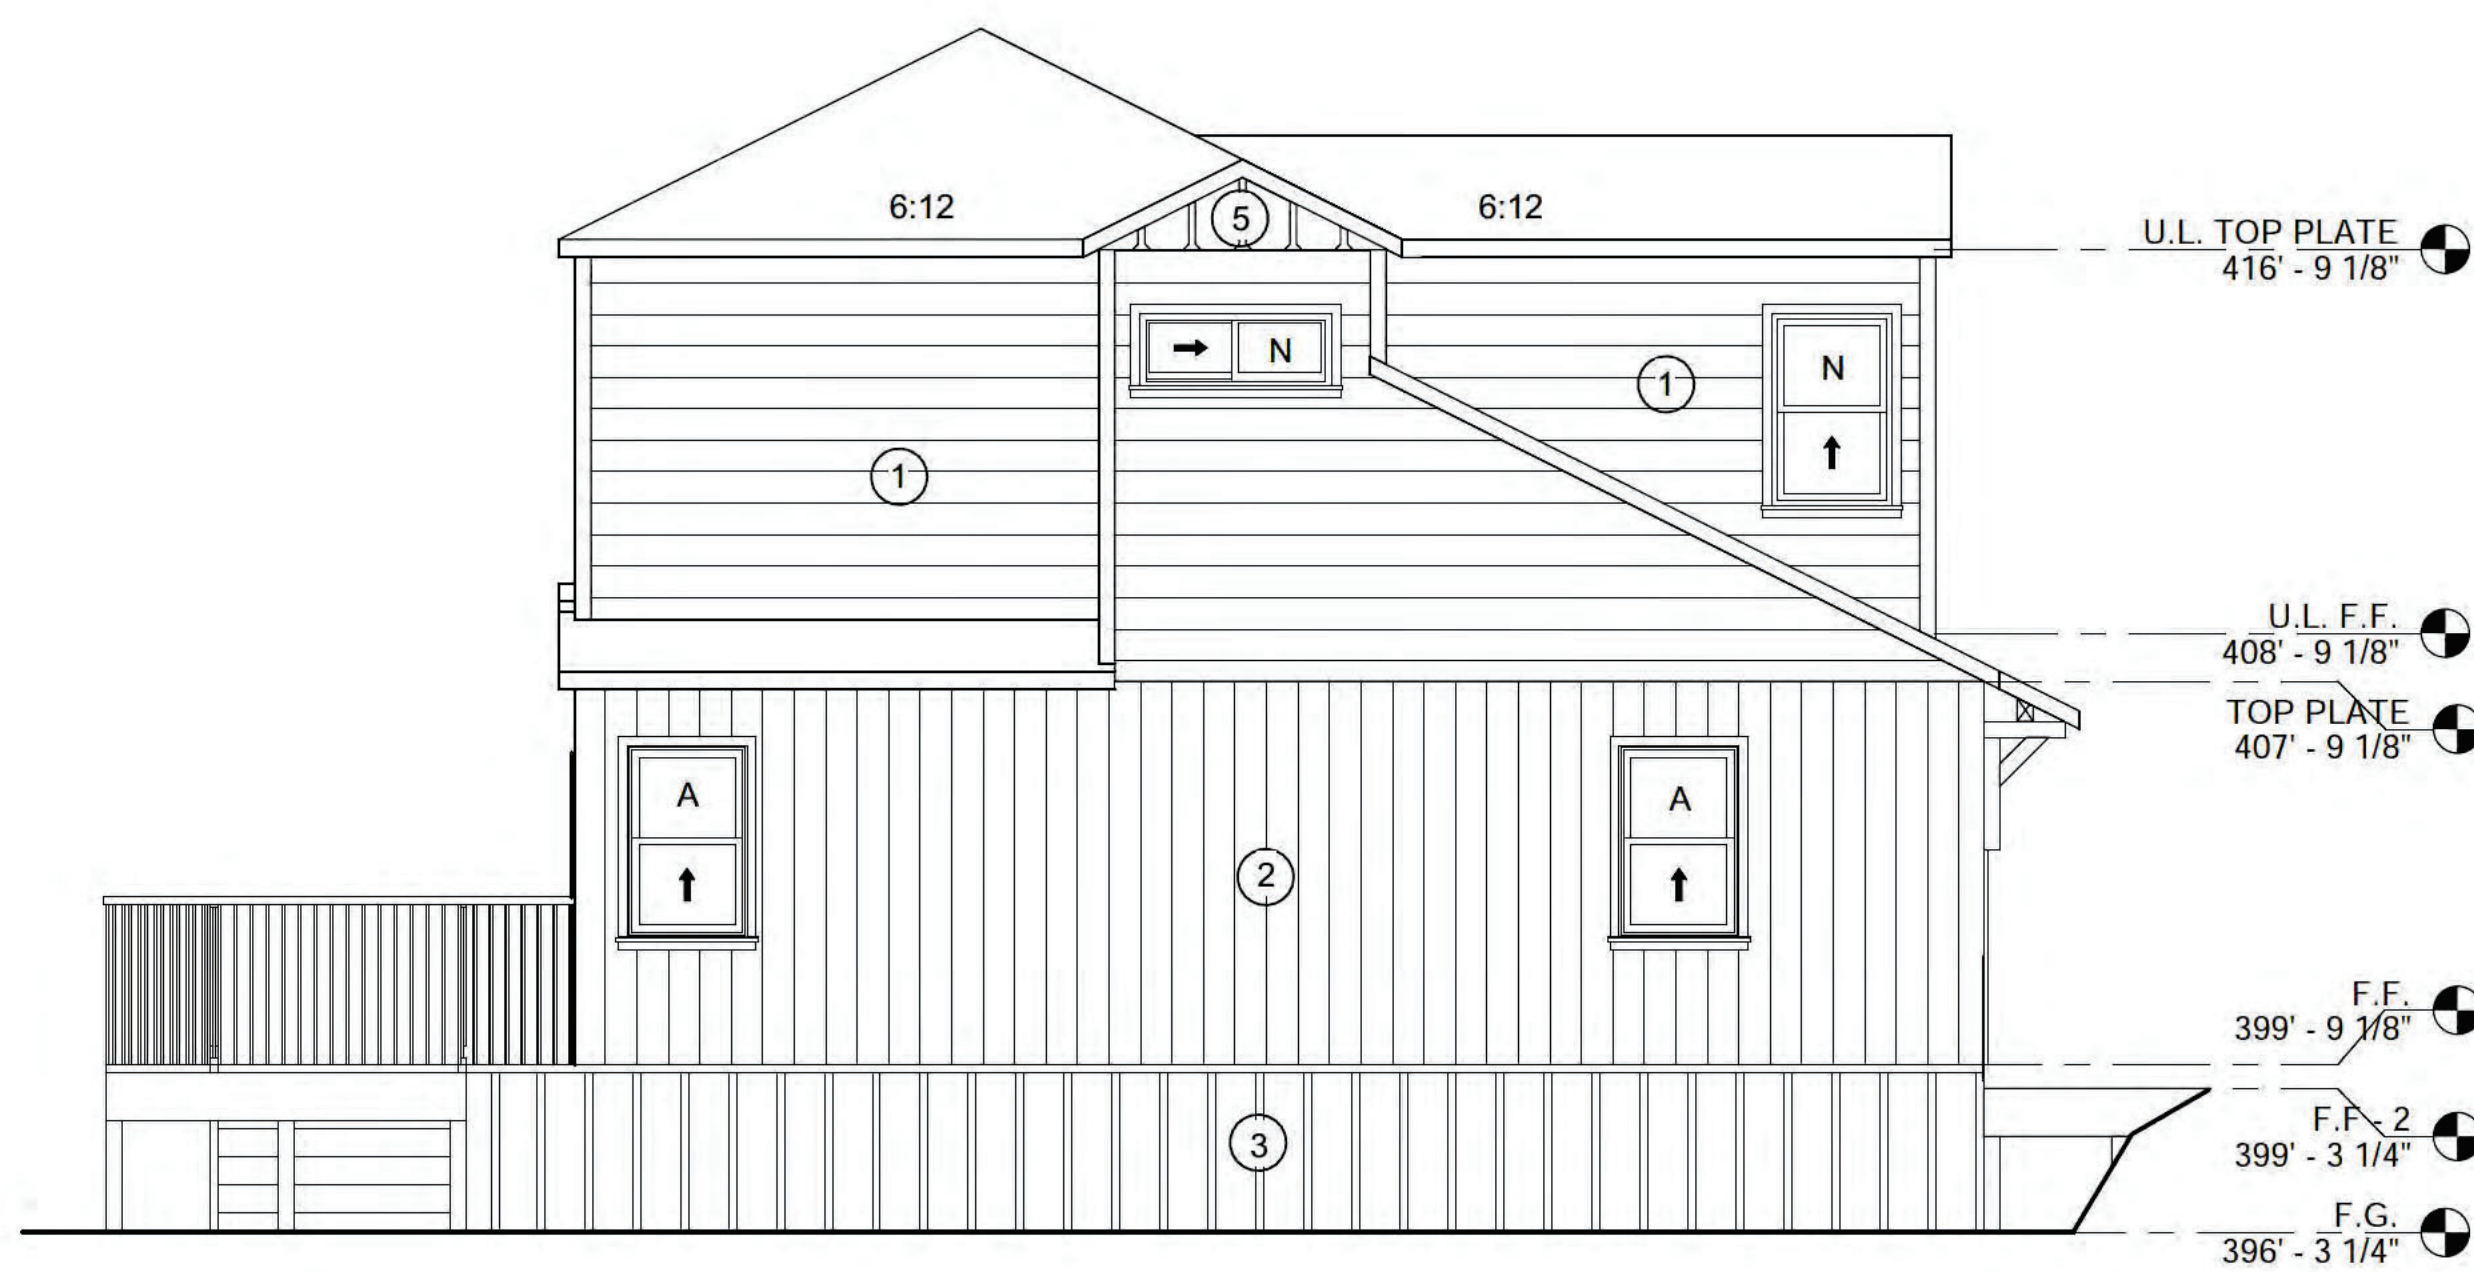 6:12
6:12
5
U.L. TOP PLATE
416' - 9 1/8"
N
N
1
1
U.L. F.F.
408' - 9 1/8"
TOP PLATE
407' - 9 1/8"
A
A
2
F.F.
399' - 9 1/8"
F.F - 2
399' - 3 1/4"
3
F.G.
396' - 3 1/4"